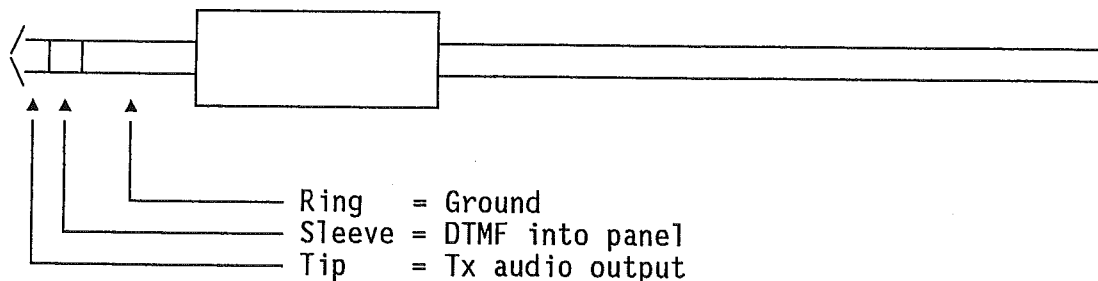 Ring = Ground
Sleeve = DTMF into panel
Tip = Tx audio output